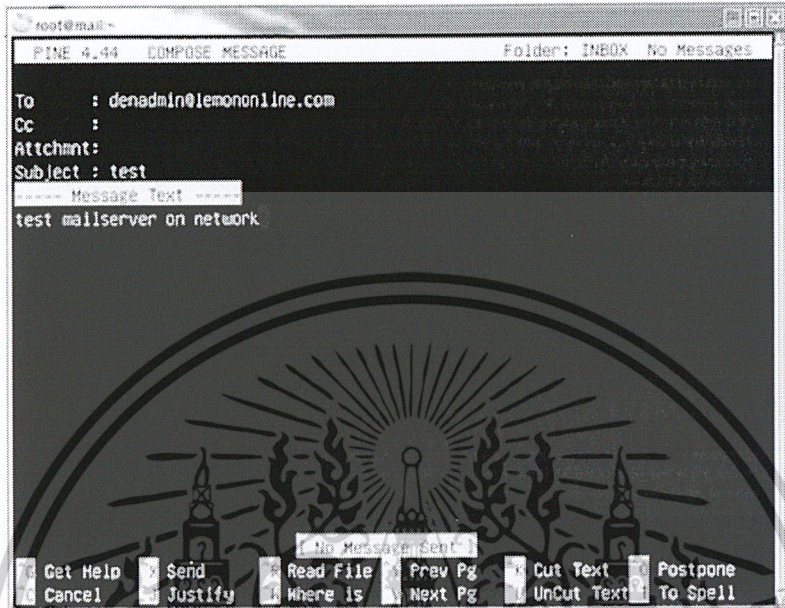 root@mail:~
PINE 4.44 COMPOSE MESSAGE Folder: INBOX No Messages
To : denadmin@lemononline.com
Cc :
Attchmnt:
Subject : test
----- Message Text -----
test mailserver on network
[ No Message Sent ]
Get Help Send Read File Prev Pg Cut Text Postpone
Cancel Justify Where is Next Pg UnCut Text To Spell